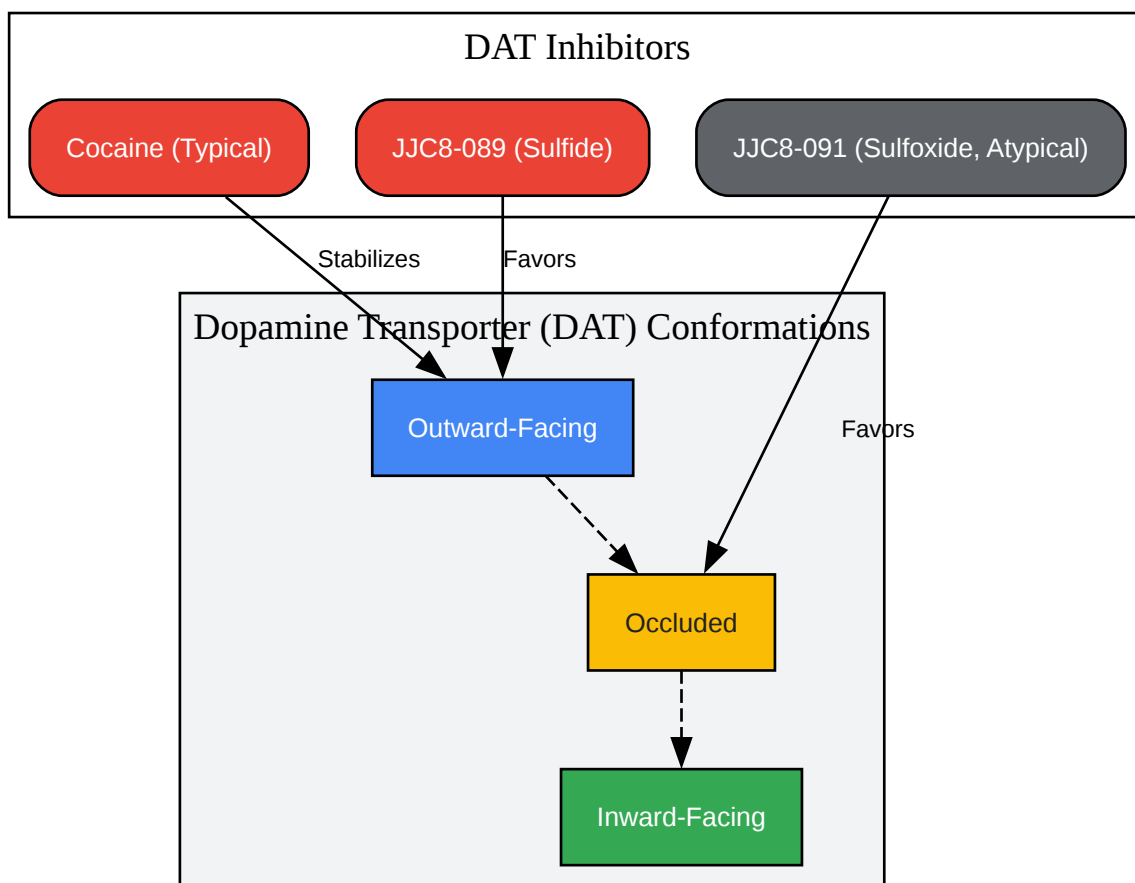 DAT Inhibitors
Cocaine (Typical)
JJC8-089 (Sulfide)
JJC8-091 (Sulfoxide, Atypical)
Stabilizes
Favors
Dopamine Transporter (DAT) Conformations
Outward-Facing
Favors
Occluded
Inward-Facing